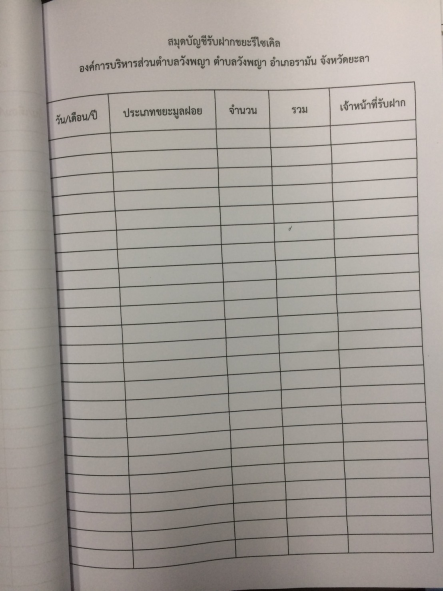 สมุดบัญชีรับฝากขยะรีไซเคิล
องค์การบริหารส่วนตำบลวังพญา ตำบลวังพญา อำเภอรามัน จังหวัดยะลา
วัน/เดือน/ปี ประเภทขยะมูลฝอย จำนวน รวม เจ้าหน้าที่รับฝาก